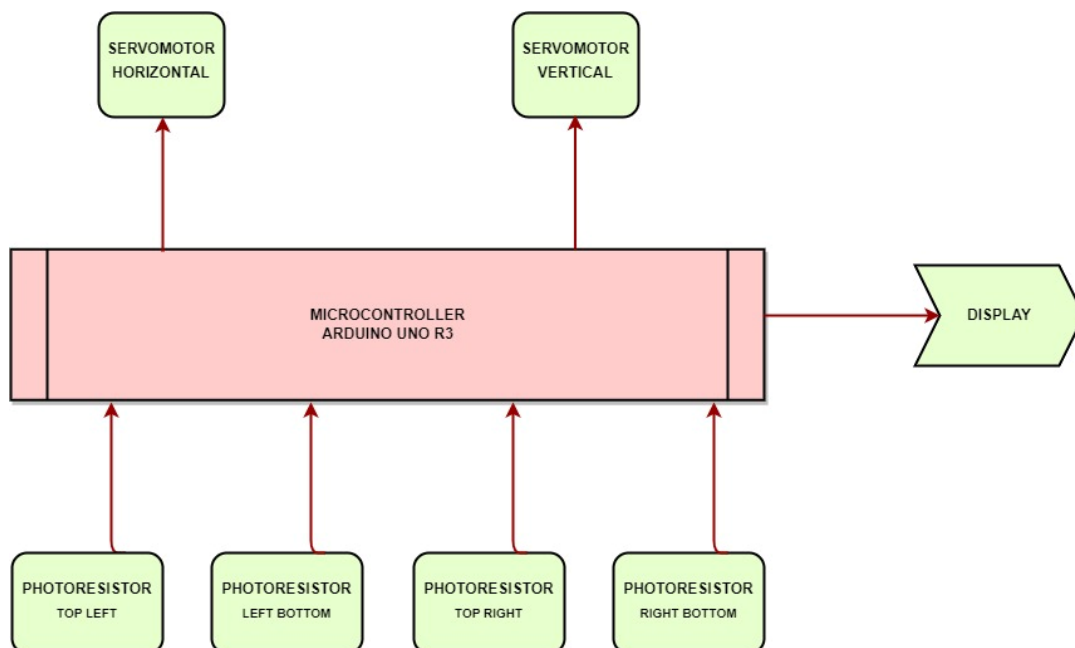 SERVOMOTOR
HORIZONTAL
SERVOMOTOR
VERTICAL
MICROCONTROLLER
ARDUINO UNO R3
DISPLAY
PHOTORESISTOR
TOP LEFT
PHOTORESISTOR
LEFT BOTTOM
PHOTORESISTOR
TOP RIGHT
PHOTORESISTOR
RIGHT BOTTOM